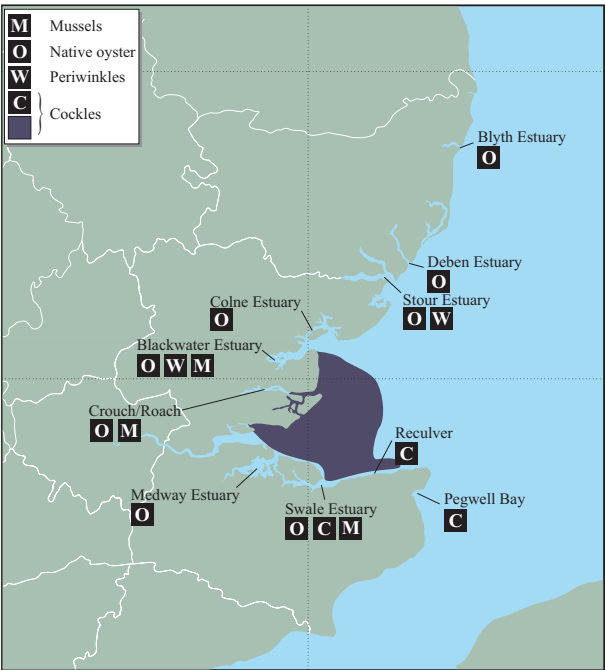 M Mussels
O Native oyster
W Periwinkles
C
Cockles
Blyth Estuary
O
Deben Estuary
O
Stour Estuary
O W
Colne Estuary
O
Blackwater Estuary
O W M
Crouch/Roach
O M
Reculver
C
Medway Estuary
O
Swale Estuary
O C M
Pegwell Bay
C